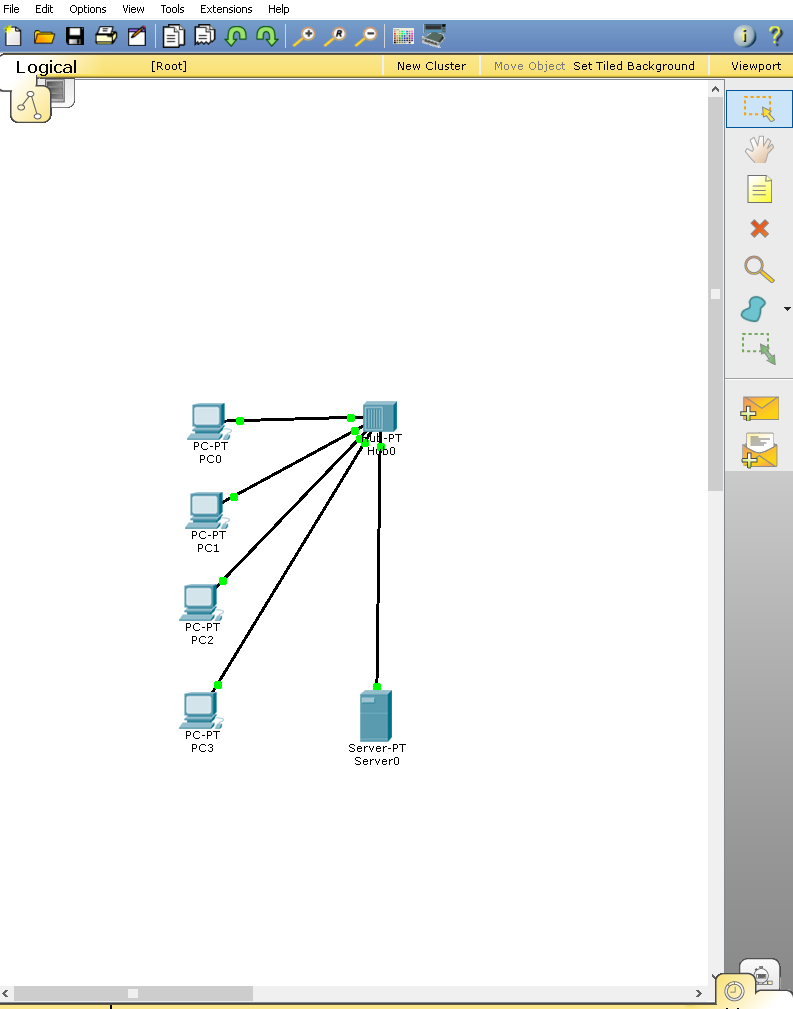 File Edit Options View Tools Extensions Help
Logical [Root] New Cluster Move Object Set Tiled Background Viewport
PC-PT
PC0
Hub-PT
Hub0
PC-PT
PC1
PC-PT
PC2
PC-PT
PC3
Server-PT
Server0